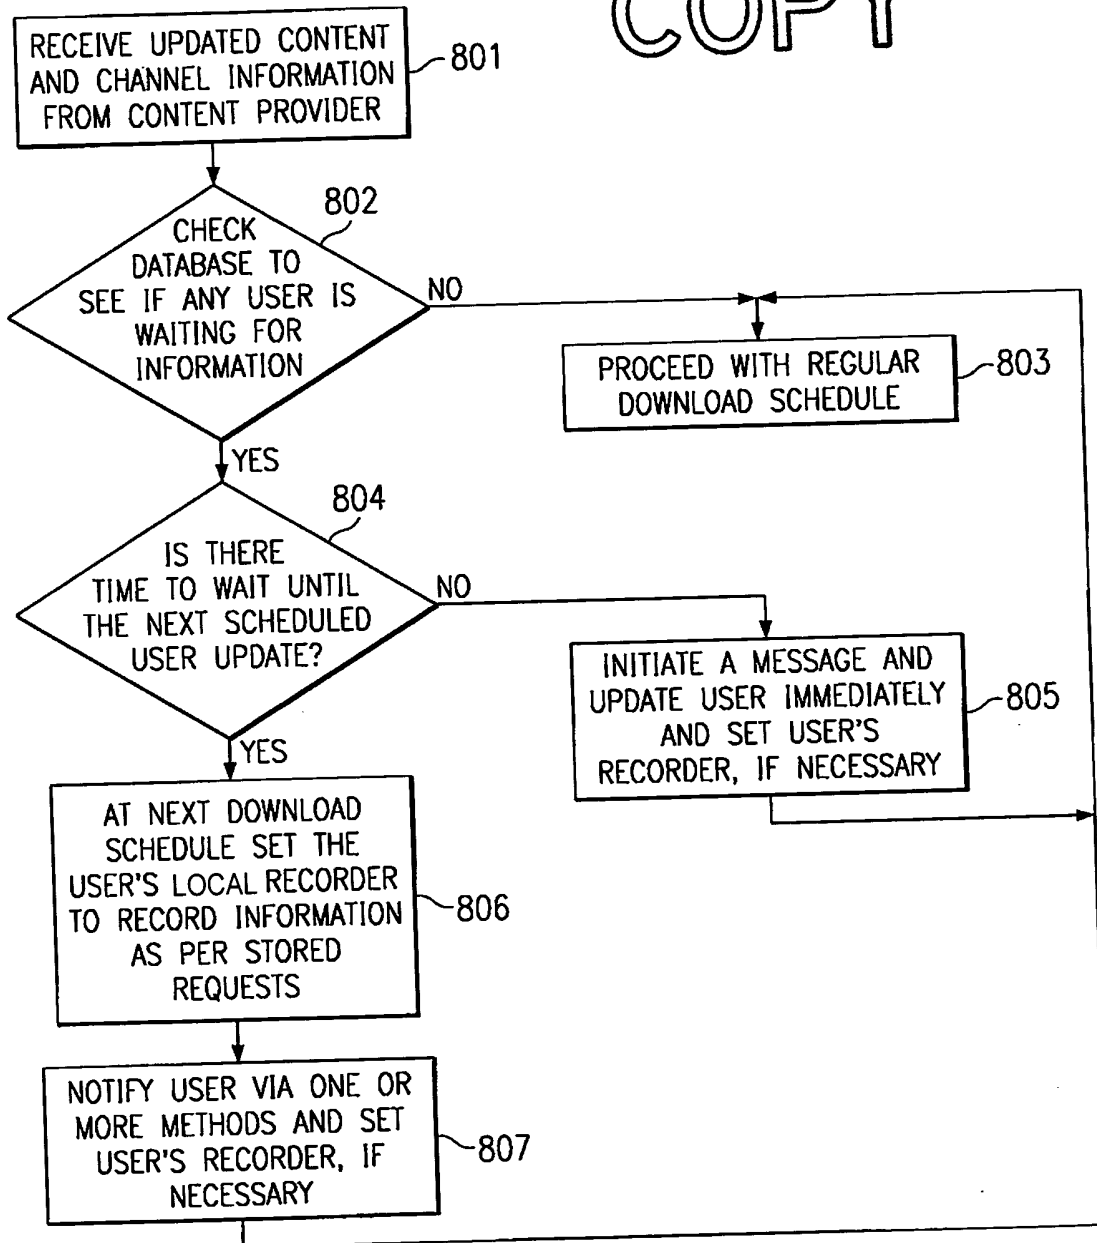 COPY
RECEIVE UPDATED CONTENT
AND CHANNEL INFORMATION
FROM CONTENT PROVIDER
801
802
CHECK
DATABASE TO
SEE IF ANY USER IS
WAITING FOR
INFORMATION
NO
YES
PROCEED WITH REGULAR
DOWNLOAD SCHEDULE
803
804
IS THERE
TIME TO WAIT UNTIL
THE NEXT SCHEDULED
USER UPDATE?
NO
YES
INITIATE A MESSAGE AND
UPDATE USER IMMEDIATELY
AND SET USER'S
RECORDER, IF NECESSARY
805
AT NEXT DOWNLOAD
SCHEDULE SET THE
USER'S LOCAL RECORDER
TO RECORD INFORMATION
AS PER STORED
REQUESTS
806
NOTIFY USER VIA ONE OR
MORE METHODS AND SET
USER'S RECORDER, IF
NECESSARY
807